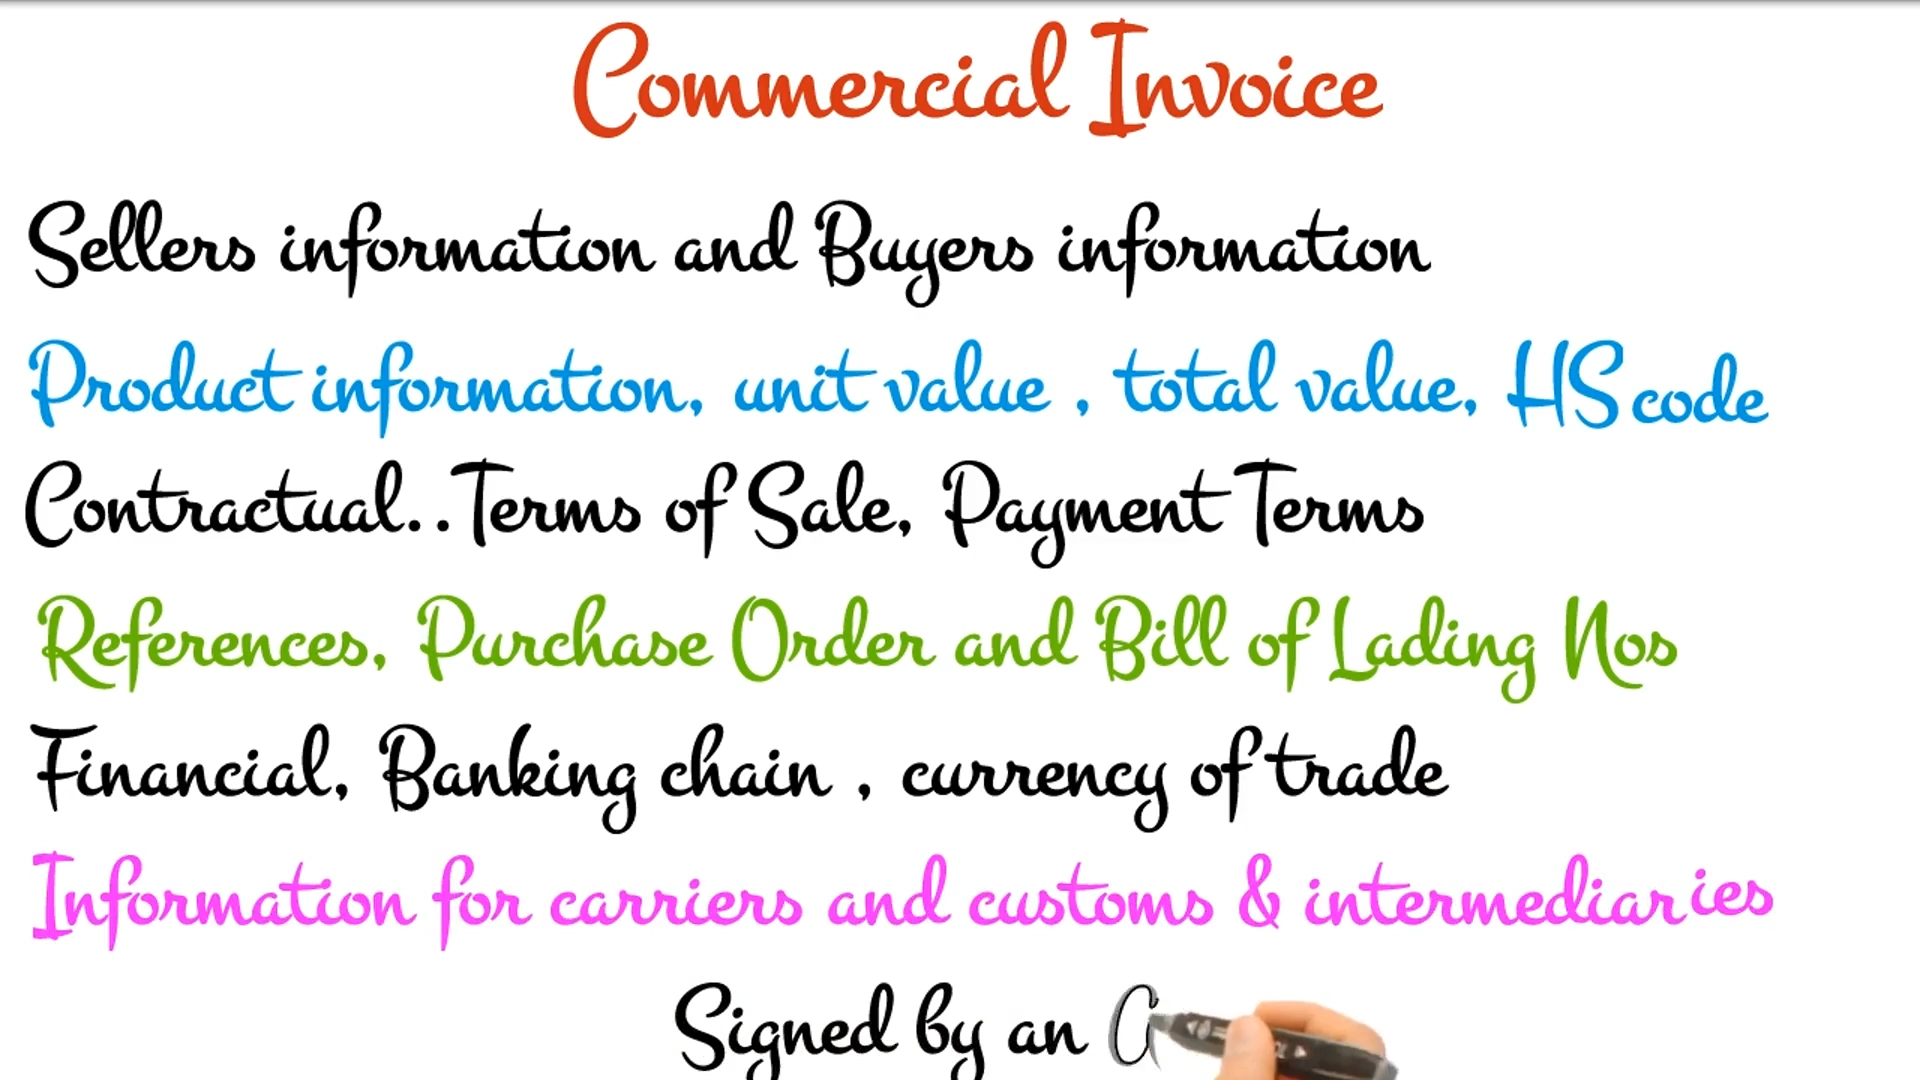 Commercial Invoice
Sellers information and Buyers information
Product information, unit value , total value, HS code
Contractual..Terms of Sale, Payment Terms
References, Purchase Order and Bill of Lading Nos
Financial, Banking chain , currency of trade
Information for carriers and customs & intermediaries
Signed by an